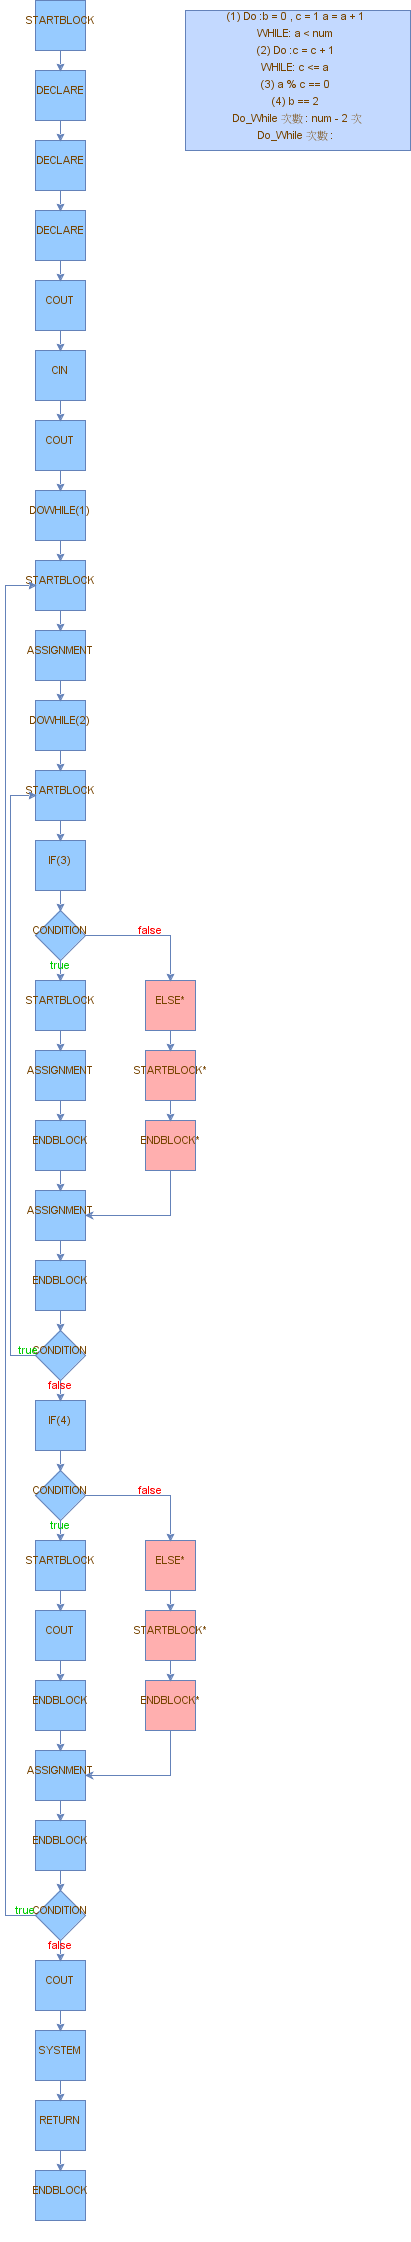 STARTBLOCK
(1) Do :b = 0 , c = 1 a = a + 1
WHILE: a < num
(2) Do :c = c + 1
WHILE: c <= a
(3) a % c == 0
(4) b == 2
Do_While 次數 : num - 2 次
Do_While 次數 :
DECLARE
DECLARE
DECLARE
COUT
CIN
COUT
DOWHILE(1)
STARTBLOCK
ASSIGNMENT
DOWHILE(2)
STARTBLOCK
IF(3)
CONDITION
false
true
STARTBLOCK
ELSE*
ASSIGNMENT
STARTBLOCK*
ENDBLOCK
ENDBLOCK*
ASSIGNMENT
ENDBLOCK
true
CONDITION
false
IF(4)
CONDITION
false
true
STARTBLOCK
ELSE*
COUT
STARTBLOCK*
ENDBLOCK
ENDBLOCK*
ASSIGNMENT
ENDBLOCK
true
CONDITION
false
COUT
SYSTEM
RETURN
ENDBLOCK